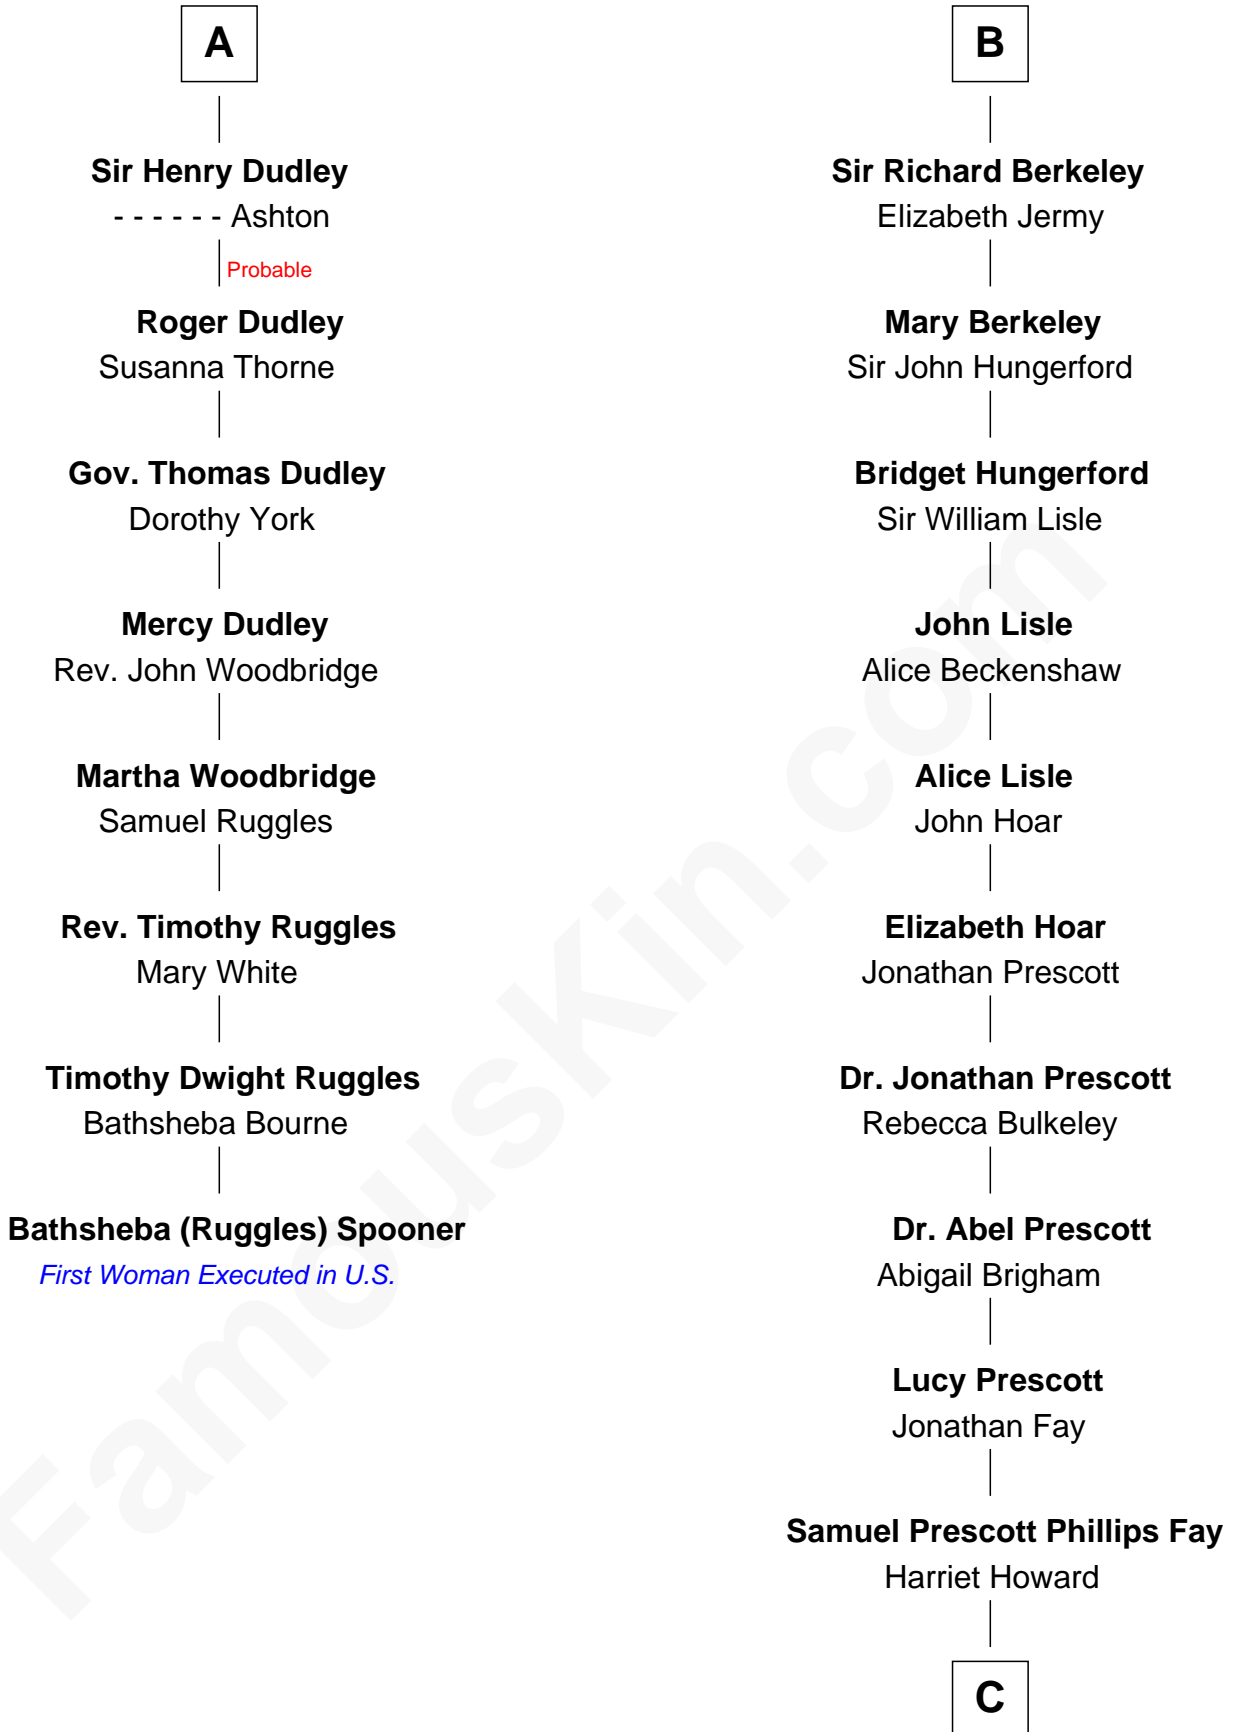 A
Sir Henry Dudley
- - - - - - Ashton
Probable
Roger Dudley
Susanna Thorne
Gov. Thomas Dudley
Dorothy York
Mercy Dudley
Rev. John Woodbridge
Martha Woodbridge
Samuel Ruggles
Rev. Timothy Ruggles
Mary White
Timothy Dwight Ruggles
Bathsheba Bourne
Bathsheba (Ruggles) Spooner
First Woman Executed in U.S.
B
Sir Richard Berkeley
Elizabeth Jermy
Mary Berkeley
Sir John Hungerford
Bridget Hungerford
Sir William Lisle
John Lisle
Alice Beckenshaw
Alice Lisle
John Hoar
Elizabeth Hoar
Jonathan Prescott
Dr. Jonathan Prescott
Rebecca Bulkeley
Dr. Abel Prescott
Abigail Brigham
Lucy Prescott
Jonathan Fay
Samuel Prescott Phillips Fay
Harriet Howard
C
FamousKin.com